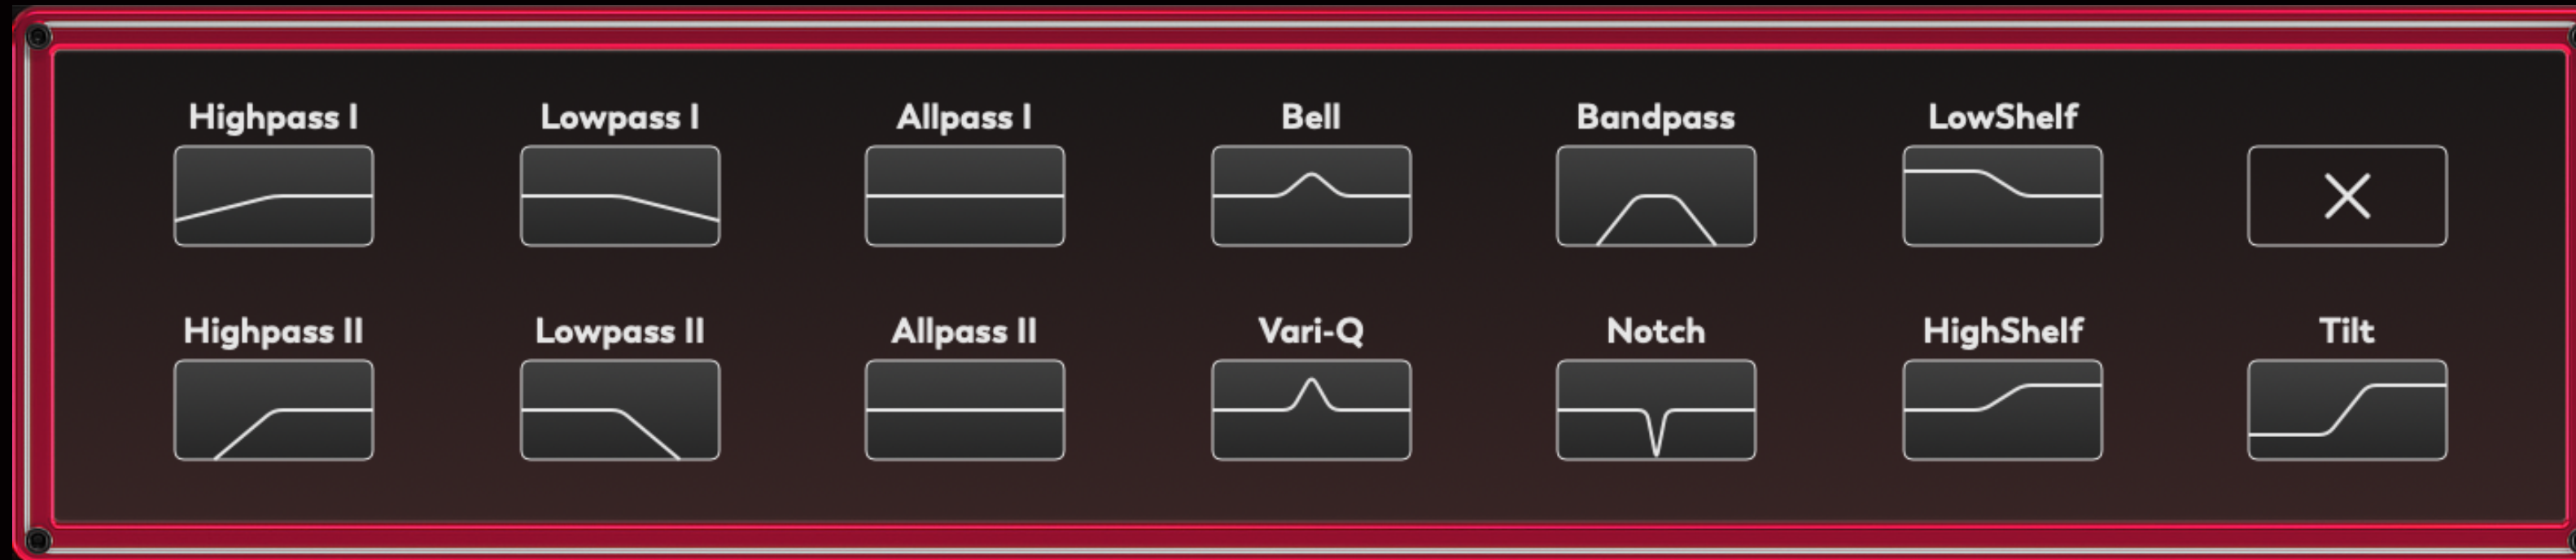 Highpass I
Lowpass I
Allpass I
Bell
Bandpass
LowShelf
Highpass II
Lowpass II
Allpass II
Vari-Q
Notch
HighShelf
Tilt